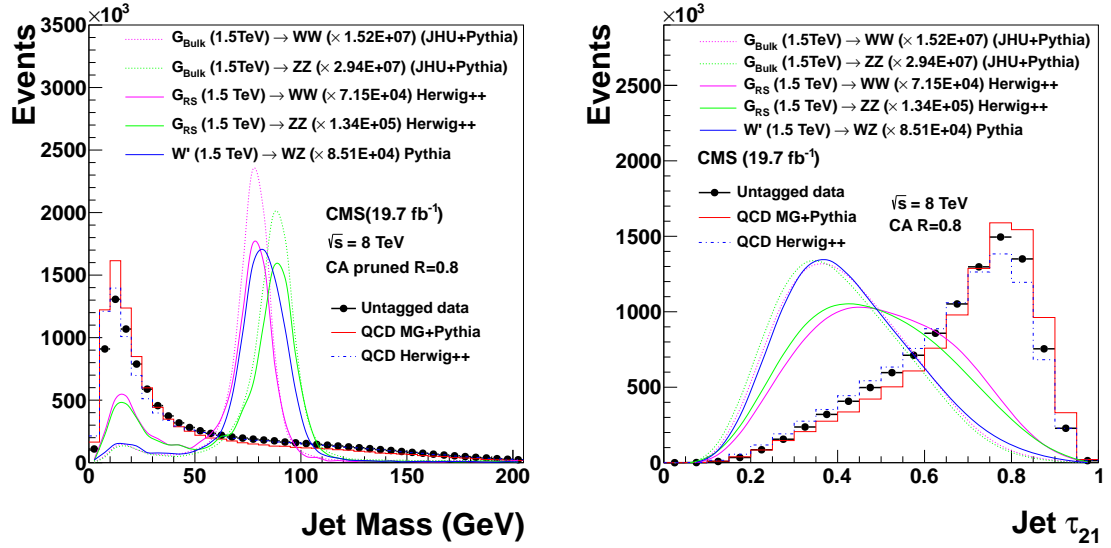 ×10³
Events
3500
3000
2500
2000
1500
1000
500
0
G_Bulk (1.5TeV) → WW (× 1.52E+07) (JHU+Pythia)
G_Bulk (1.5TeV) → ZZ (× 2.94E+07) (JHU+Pythia)
G_RS (1.5 TeV) → WW (× 7.15E+04) Herwig++
G_RS (1.5 TeV) → ZZ (× 1.34E+05) Herwig++
W' (1.5 TeV) → WZ (× 8.51E+04) Pythia
CMS(19.7 fb⁻¹)
√s = 8 TeV
CA pruned R=0.8
Untagged data
QCD MG+Pythia
QCD Herwig++
0 50 100 150 200
Jet Mass (GeV)
×10³
Events
2500
2000
1500
1000
500
0
G_Bulk (1.5TeV) → WW (× 1.52E+07) (JHU+Pythia)
G_Bulk (1.5TeV) → ZZ (× 2.94E+07) (JHU+Pythia)
G_RS (1.5 TeV) → WW (× 7.15E+04) Herwig++
G_RS (1.5 TeV) → ZZ (× 1.34E+05) Herwig++
W' (1.5 TeV) → WZ (× 8.51E+04) Pythia
CMS (19.7 fb⁻¹)
Untagged data
QCD MG+Pythia
QCD Herwig++
√s = 8 TeV
CA R=0.8
0 0.2 0.4 0.6 0.8 1
Jet τ₂₁